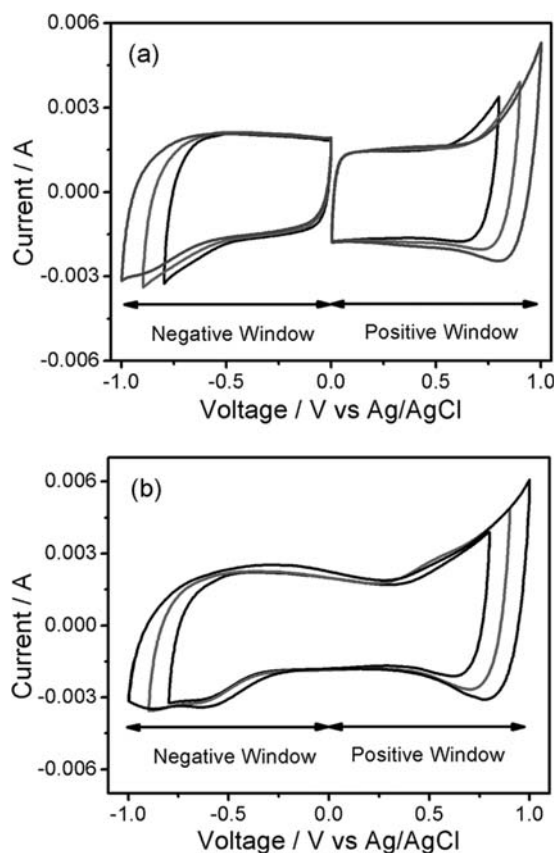 (a)
0.006
0.003
0.000
-0.003
-0.006
Current / A
Negative Window
Positive Window
-1.0
-0.5
0.0
0.5
1.0
Voltage / V vs Ag/AgCl
(b)
0.006
0.003
0.000
-0.003
-0.006
Current / A
Negative Window
Positive Window
-1.0
-0.5
0.0
0.5
1.0
Voltage / V vs Ag/AgCl